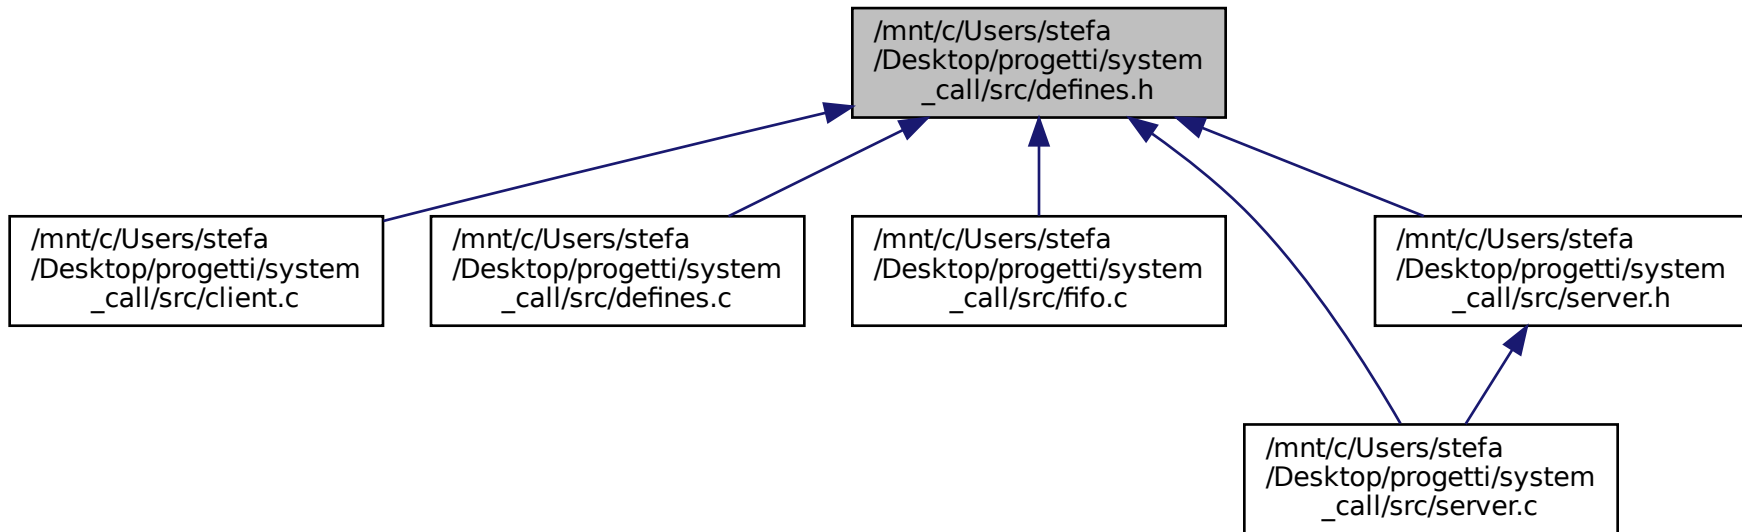 /mnt/c/Users/stefa
/Desktop/progetti/system
_call/src/defines.h
/mnt/c/Users/stefa
/Desktop/progetti/system
_call/src/client.c
/mnt/c/Users/stefa
/Desktop/progetti/system
_call/src/defines.c
/mnt/c/Users/stefa
/Desktop/progetti/system
_call/src/fifo.c
/mnt/c/Users/stefa
/Desktop/progetti/system
_call/src/server.h
/mnt/c/Users/stefa
/Desktop/progetti/system
_call/src/server.c